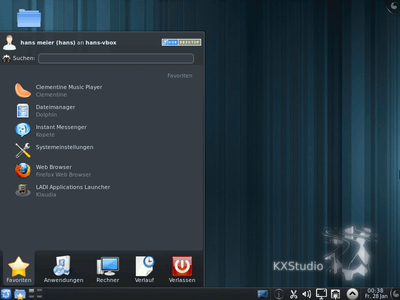 hans meier (hans) an hans-vbox
Suchen:
Favoriten
Clementine Music Player
Clementine
Dateimanager
Dolphin
Instant Messenger
Kopete
Systemeinstellungen
Web Browser
Firefox Web Browser
LADI Applications Launcher
Klaudia
KXStudio
Favoriten
Anwendungen
Rechner
Verlauf
Verlassen
00:38
Fr, 28 Jan